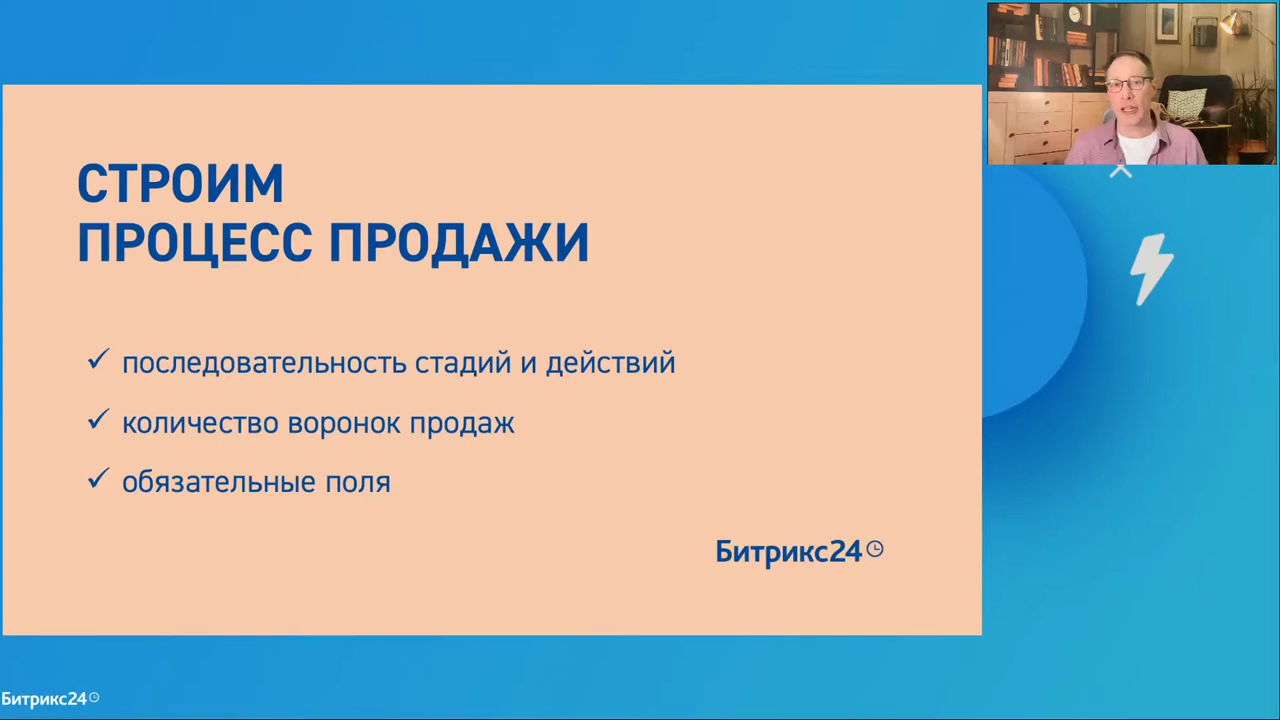 СТРОИМ
ПРОЦЕСС ПРОДАЖИ
✓ последовательность стадий и действий
✓ количество воронок продаж
✓ обязательные поля
Битрикс24
Битрикс24